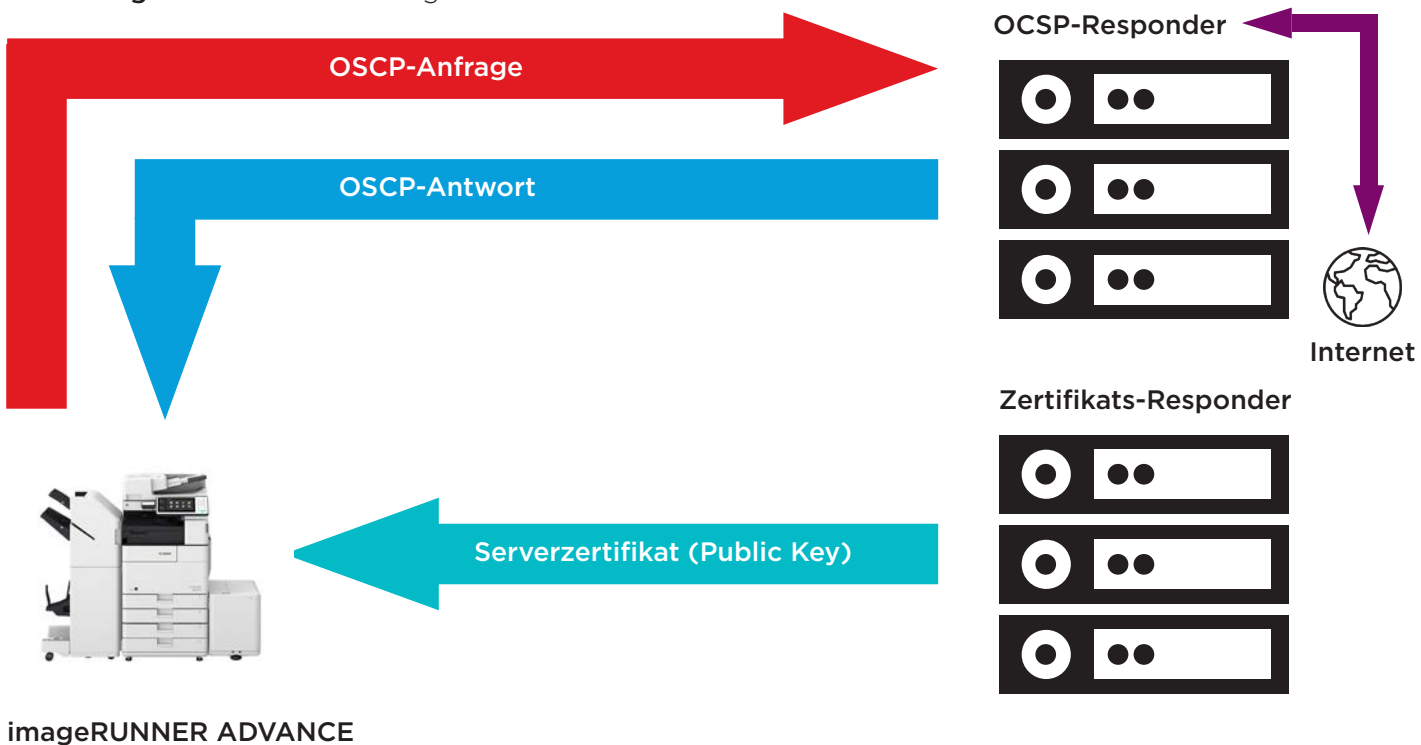 OCSP-Responder
OSCP-Anfrage
OSCP-Antwort
Internet
Zertifikats-Responder
Serverzertifikat (Public Key)
imageRUNNER ADVANCE